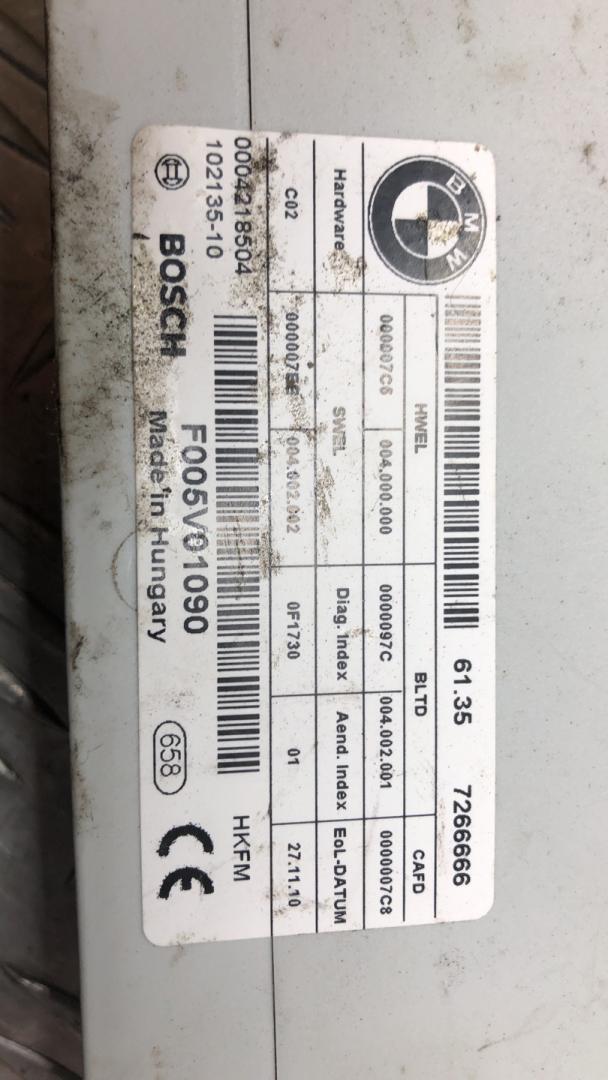 BMW
61.35 7266666
HWEL BLTD CAFD
000007C6 004.000.000 0000097C 004.002.001 0000007C8
Hardware SWEL Diag. Index Aend. Index EoL-DATUM
C02 004.002.002 0F1730 01 27.11.10
0004218504 HKFM
102135-10
F005V01090
BOSCH Made in Hungary 658 CE